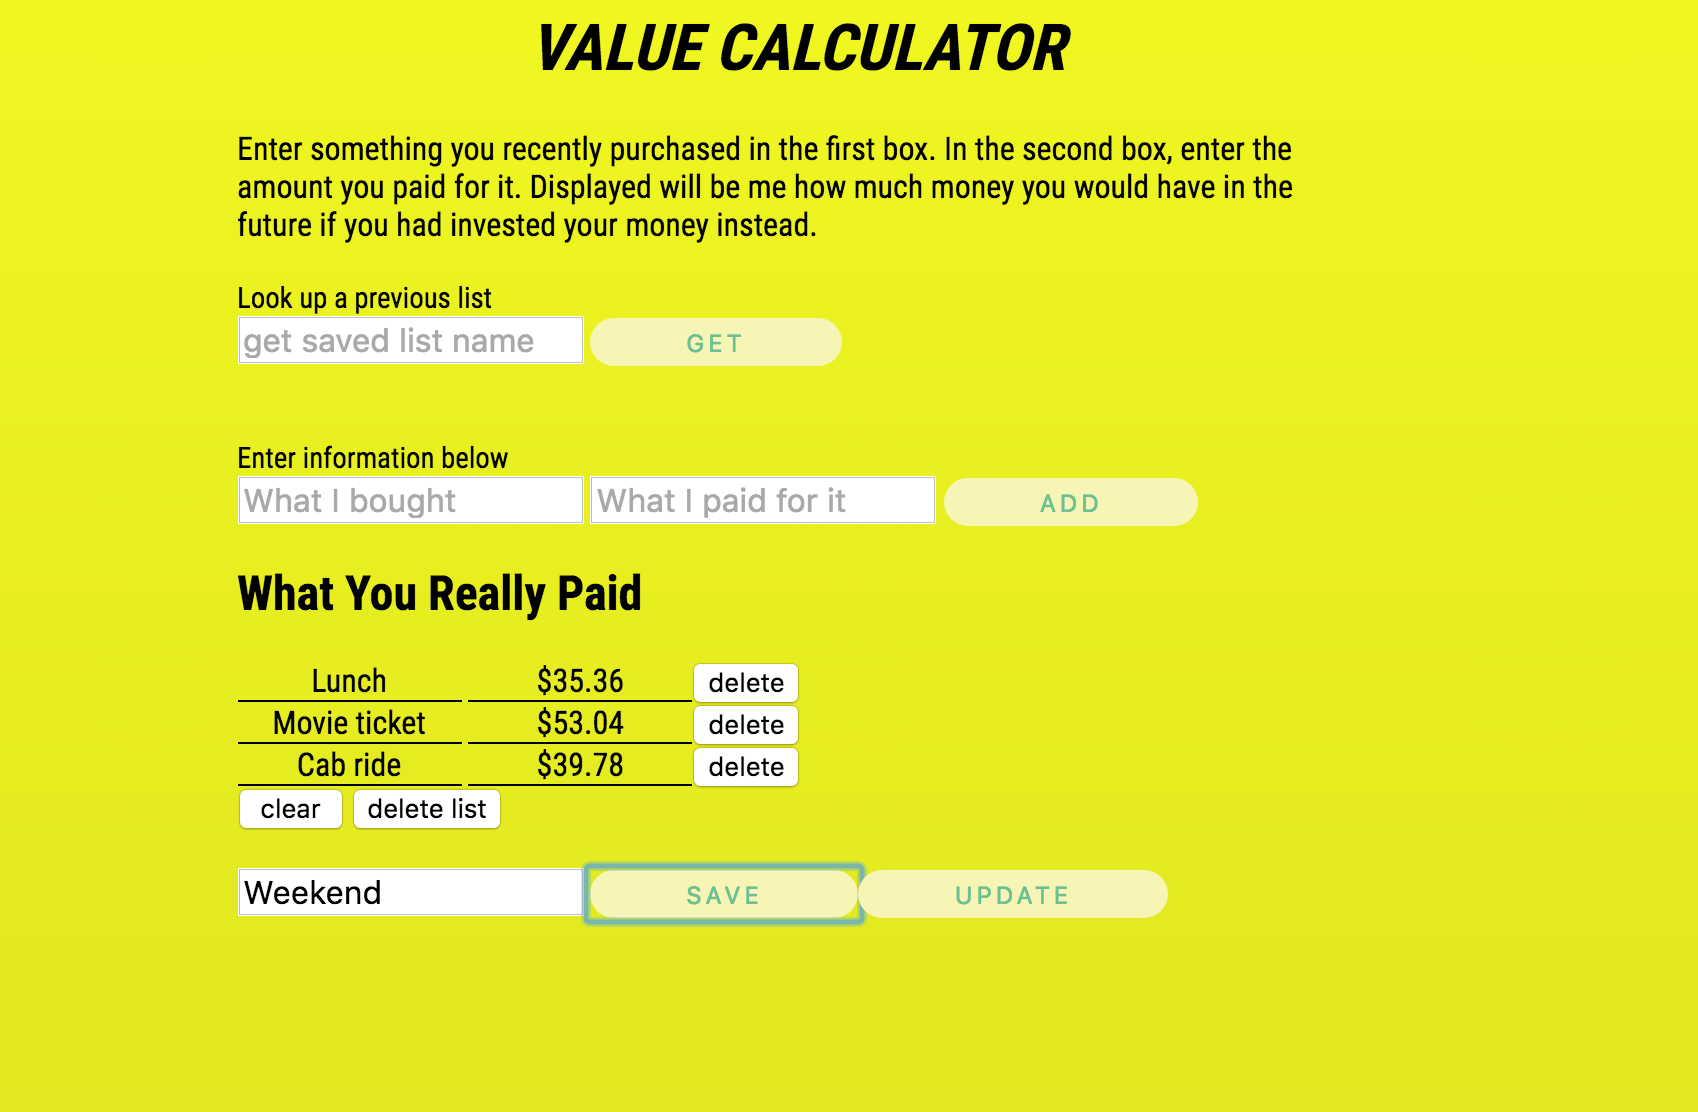 VALUE CALCULATOR
Enter something you recently purchased in the first box. In the second box, enter the
amount you paid for it. Displayed will be me how much money you would have in the
future if you had invested your money instead.
Look up a previous list
get saved list name GET
Enter information below
What I bought What I paid for it ADD
What You Really Paid
Lunch $35.36 delete
Movie ticket $53.04 delete
Cab ride $39.78 delete
clear delete list
Weekend SAVE UPDATE